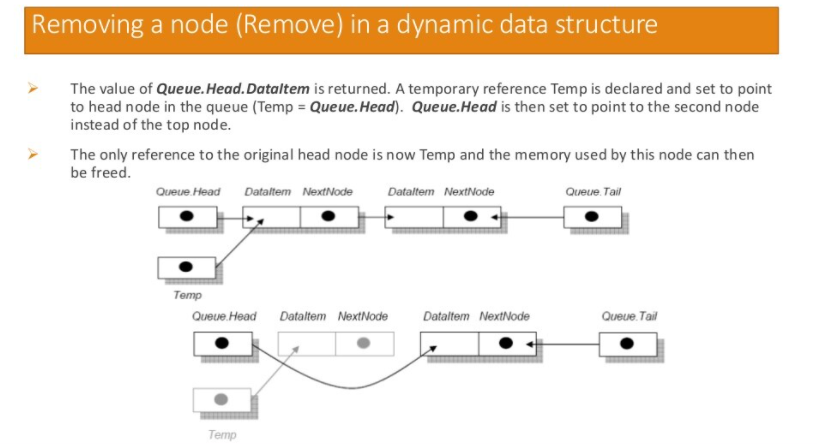 Removing a node (Remove) in a dynamic data structure
The value of Queue.Head.DataItem is returned. A temporary reference Temp is declared and set to point
to head node in the queue (Temp = Queue.Head). Queue.Head is then set to point to the second node
instead of the top node.
The only reference to the original head node is now Temp and the memory used by this node can then
be freed.
Queue.Head DataItem NextNode DataItem NextNode Queue.Tail
Temp
Queue.Head DataItem NextNode DataItem NextNode Queue.Tail
Temp